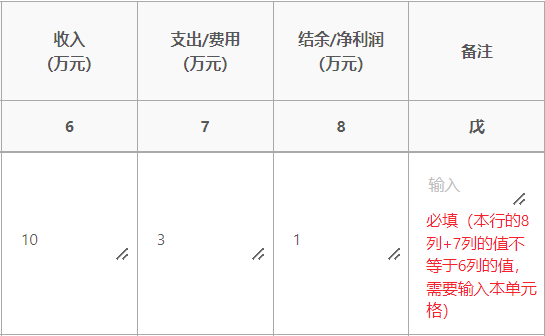 收入
(万元)
支出/费用
(万元)
结余/净利润
(万元)
备注
6
7
8
戊
10
3
1
输入
必填（本行的8
列+7列的值不
等于6列的值，
需要输入本单元
格）